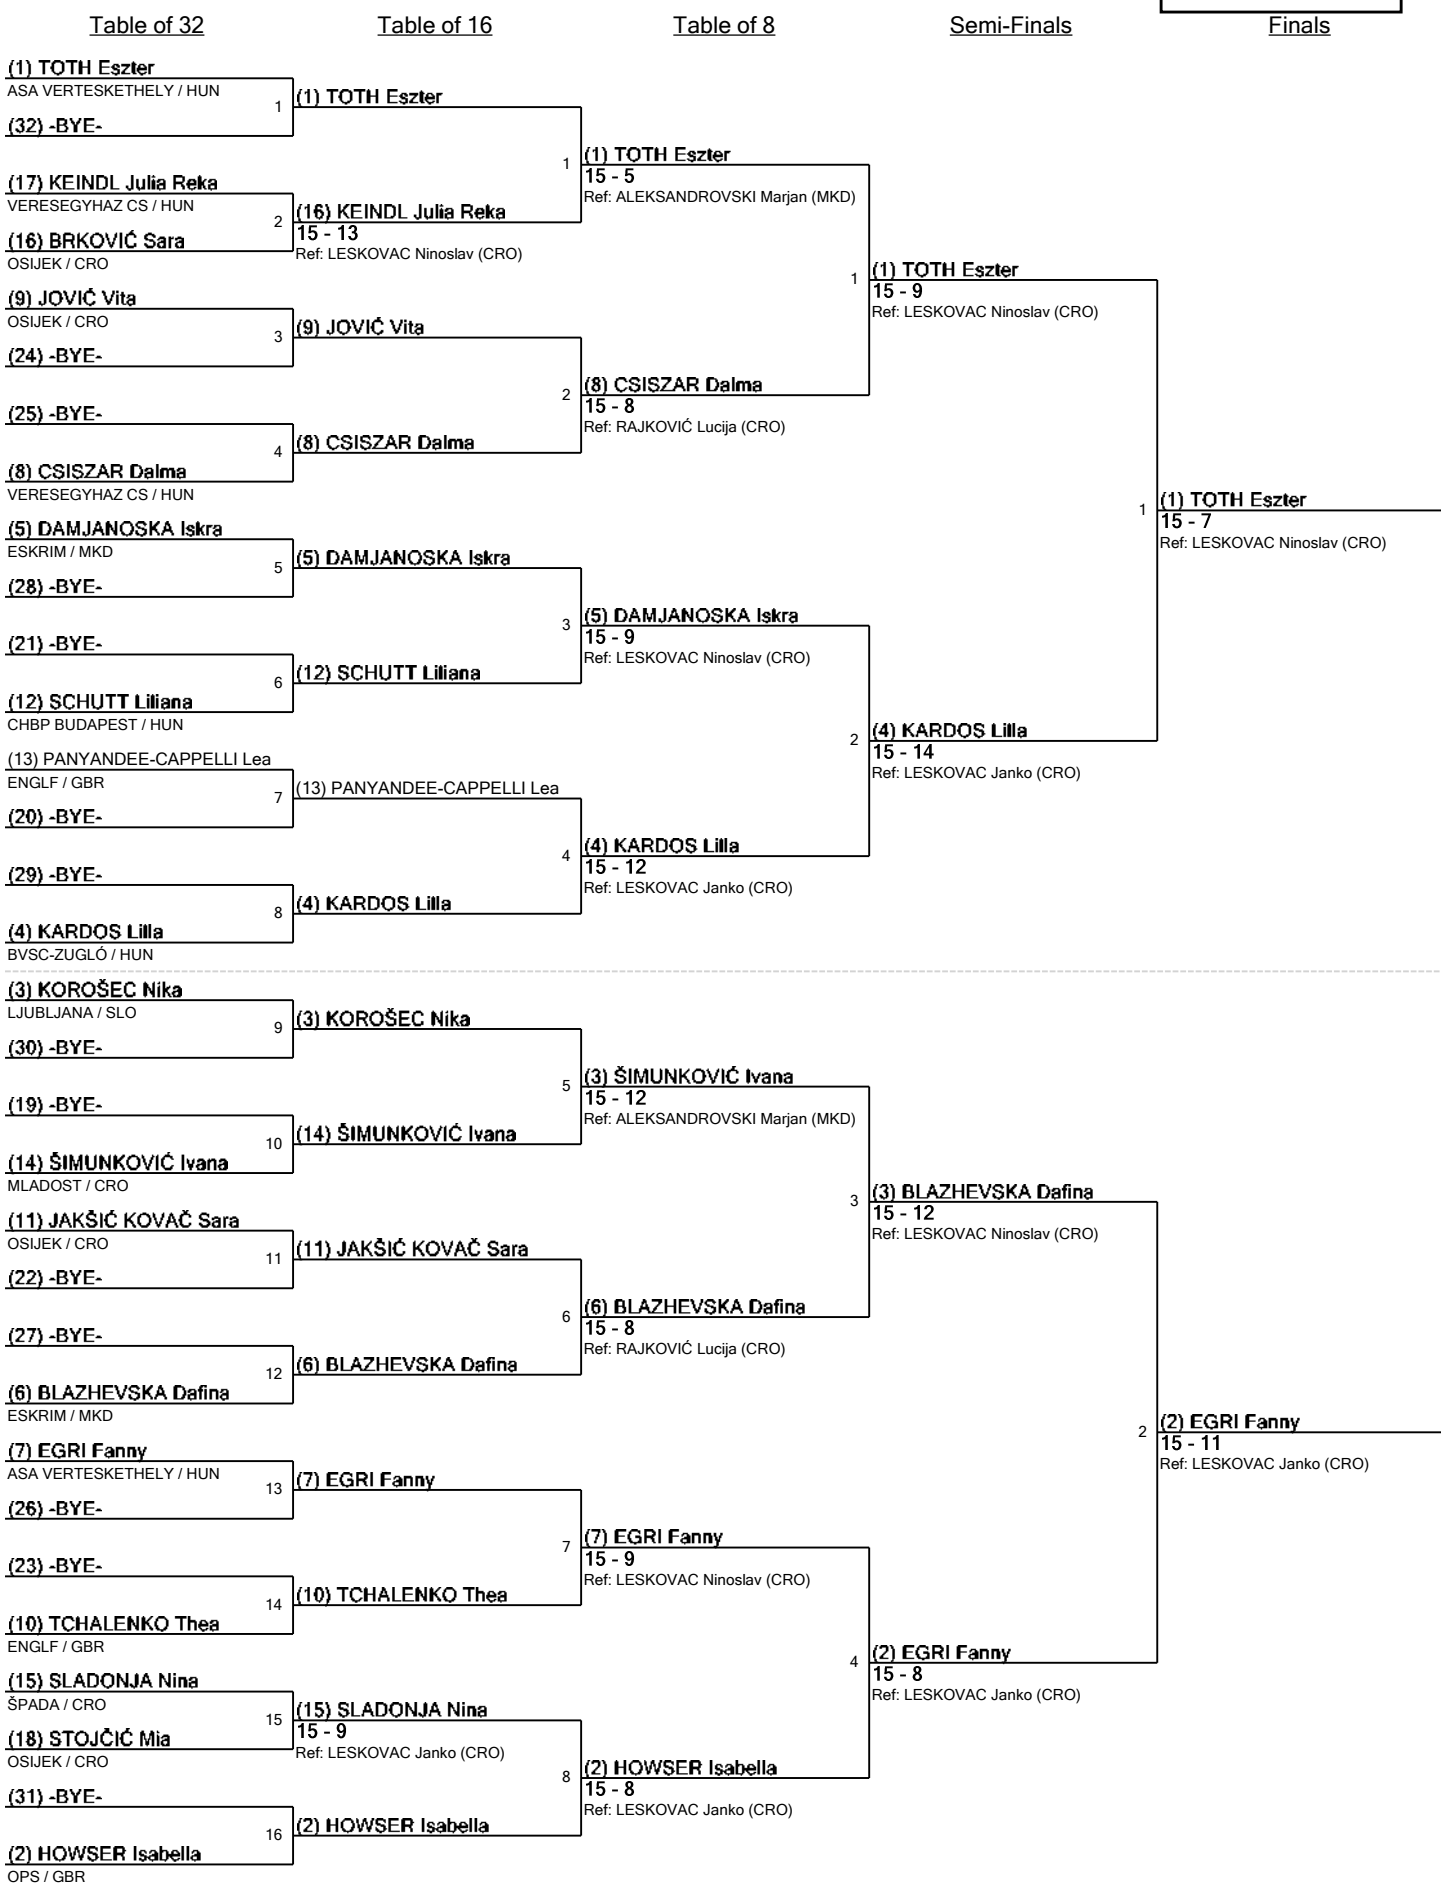 Table of 32
Table of 16
Table of 8
Semi-Finals
Finals
(1) TOTH Eszter
ASA VERTESKETHELY / HUN
(32) -BYE-
(17) KEINDL Julia Reka
VERESEGYHAZ CS / HUN
(16) BRKOVIĆ Sara
OSIJEK / CRO
(9) JOVIĆ Vita
OSIJEK / CRO
(24) -BYE-
(25) -BYE-
(8) CSISZAR Dalma
VERESEGYHAZ CS / HUN
(5) DAMJANOSKA Iskra
ESKRIM / MKD
(28) -BYE-
(21) -BYE-
(12) SCHUTT Liliana
CHBP BUDAPEST / HUN
(13) PANYANDEE-CAPPELLI Lea
ENGLF / GBR
(20) -BYE-
(29) -BYE-
(4) KARDOS Lilla
BVSC-ZUGLÓ / HUN
(3) KOROŠEC Nika
LJUBLJANA / SLO
(30) -BYE-
(19) -BYE-
(14) ŠIMUNKOVIĆ Ivana
MLADOST / CRO
(11) JAKŠIĆ KOVAČ Sara
OSIJEK / CRO
(22) -BYE-
(27) -BYE-
(6) BLAZHEVSKA Dafina
ESKRIM / MKD
(7) EGRI Fanny
ASA VERTESKETHELY / HUN
(26) -BYE-
(23) -BYE-
(10) TCHALENKO Thea
ENGLF / GBR
(15) SLADONJA Nina
ŠPADA / CRO
(18) STOJČIĆ Mia
OSIJEK / CRO
(31) -BYE-
(2) HOWSER Isabella
OPS / GBR
1
(1) TOTH Eszter
2
(16) KEINDL Julia Reka
15 - 13
Ref: LESKOVAC Ninoslav (CRO)
3
(9) JOVIĆ Vita
4
(8) CSISZAR Dalma
5
(5) DAMJANOSKA Iskra
6
(12) SCHUTT Liliana
7
(13) PANYANDEE-CAPPELLI Lea
8
(4) KARDOS Lilla
9
(3) KOROŠEC Nika
10
(14) ŠIMUNKOVIĆ Ivana
11
(11) JAKŠIĆ KOVAČ Sara
12
(6) BLAZHEVSKA Dafina
13
(7) EGRI Fanny
14
(10) TCHALENKO Thea
15
(15) SLADONJA Nina
15 - 9
Ref: LESKOVAC Janko (CRO)
16
(2) HOWSER Isabella
1
(1) TOTH Eszter
15 - 5
Ref: ALEKSANDROVSKI Marjan (MKD)
2
(8) CSISZAR Dalma
15 - 8
Ref: RAJKOVIĆ Lucija (CRO)
3
(5) DAMJANOSKA Iskra
15 - 9
Ref: LESKOVAC Ninoslav (CRO)
4
(4) KARDOS Lilla
15 - 12
Ref: LESKOVAC Janko (CRO)
5
(3) ŠIMUNKOVIĆ Ivana
15 - 12
Ref: ALEKSANDROVSKI Marjan (MKD)
6
(6) BLAZHEVSKA Dafina
15 - 8
Ref: RAJKOVIĆ Lucija (CRO)
7
(7) EGRI Fanny
15 - 9
Ref: LESKOVAC Ninoslav (CRO)
8
(2) HOWSER Isabella
15 - 8
Ref: LESKOVAC Janko (CRO)
1
(1) TOTH Eszter
15 - 9
Ref: LESKOVAC Ninoslav (CRO)
2
(4) KARDOS Lilla
15 - 14
Ref: LESKOVAC Janko (CRO)
3
(3) BLAZHEVSKA Dafina
15 - 12
Ref: LESKOVAC Ninoslav (CRO)
4
(2) EGRI Fanny
15 - 8
Ref: LESKOVAC Janko (CRO)
1
(1) TOTH Eszter
15 - 7
Ref: LESKOVAC Ninoslav (CRO)
2
(2) EGRI Fanny
15 - 11
Ref: LESKOVAC Janko (CRO)